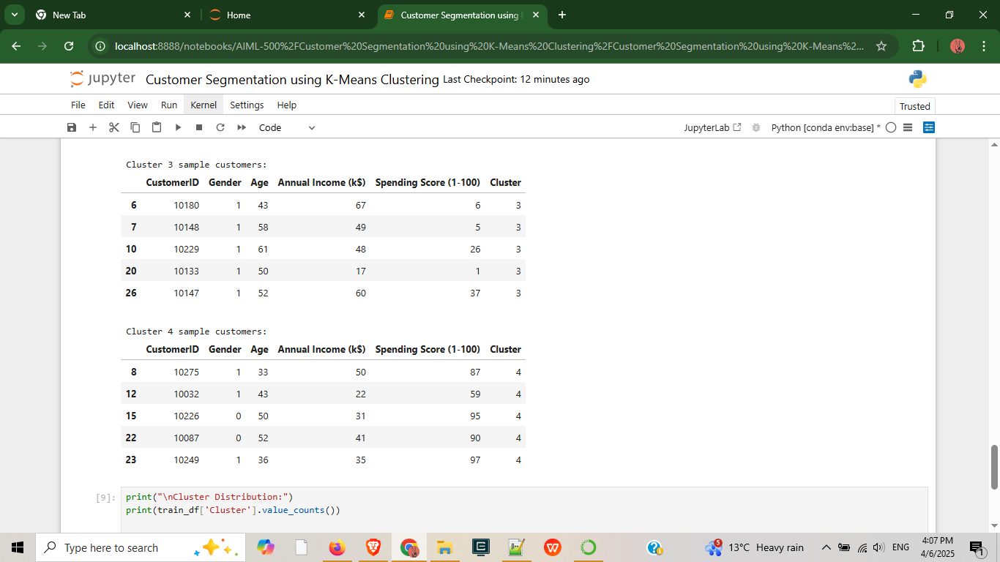 New Tab
Home
Customer Segmentation using
localhost:8888/notebooks/AIML-500%2FCustomer%20Segmentation%20using%20K-Means%20Clustering%2FCustomer%20Segmentation%20using%20K-Means%2...
jupyter Customer Segmentation using K-Means Clustering Last Checkpoint: 12 minutes ago
File Edit View Run Kernel Settings Help
Trusted
Code JupyterLab Python [conda env:base] *
Cluster 3 sample customers:
CustomerID Gender Age Annual Income (k$) Spending Score (1-100) Cluster
6 10180 1 43 67 6 3
7 10148 1 58 49 5 3
10 10229 1 61 48 26 3
20 10133 1 50 17 1 3
26 10147 1 52 60 37 3
Cluster 4 sample customers:
CustomerID Gender Age Annual Income (k$) Spending Score (1-100) Cluster
8 10275 1 33 50 87 4
12 10032 1 43 22 59 4
15 10226 0 50 31 95 4
22 10087 0 52 41 90 4
23 10249 1 36 35 97 4
[9]: print("\nCluster Distribution:")
print(train_df['Cluster'].value_counts())
Type here to search
5
13°C Heavy rain
ENG
4:07 PM
4/6/2025
1